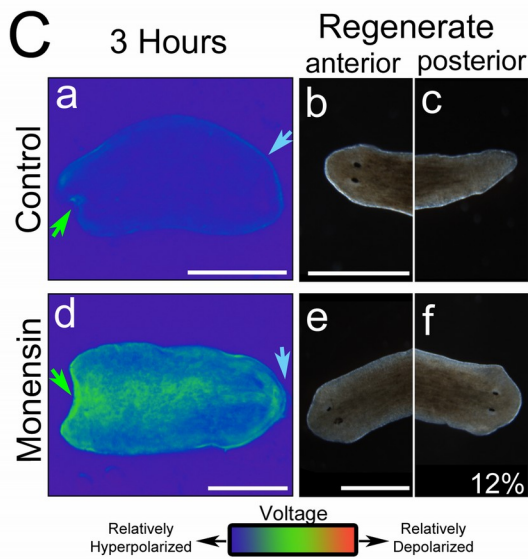 C
3 Hours
Regenerate
anterior
posterior
Control
a
b
c
Monensin
d
e
f
12%
Voltage
Relatively
Hyperpolarized
Relatively
Depolarized